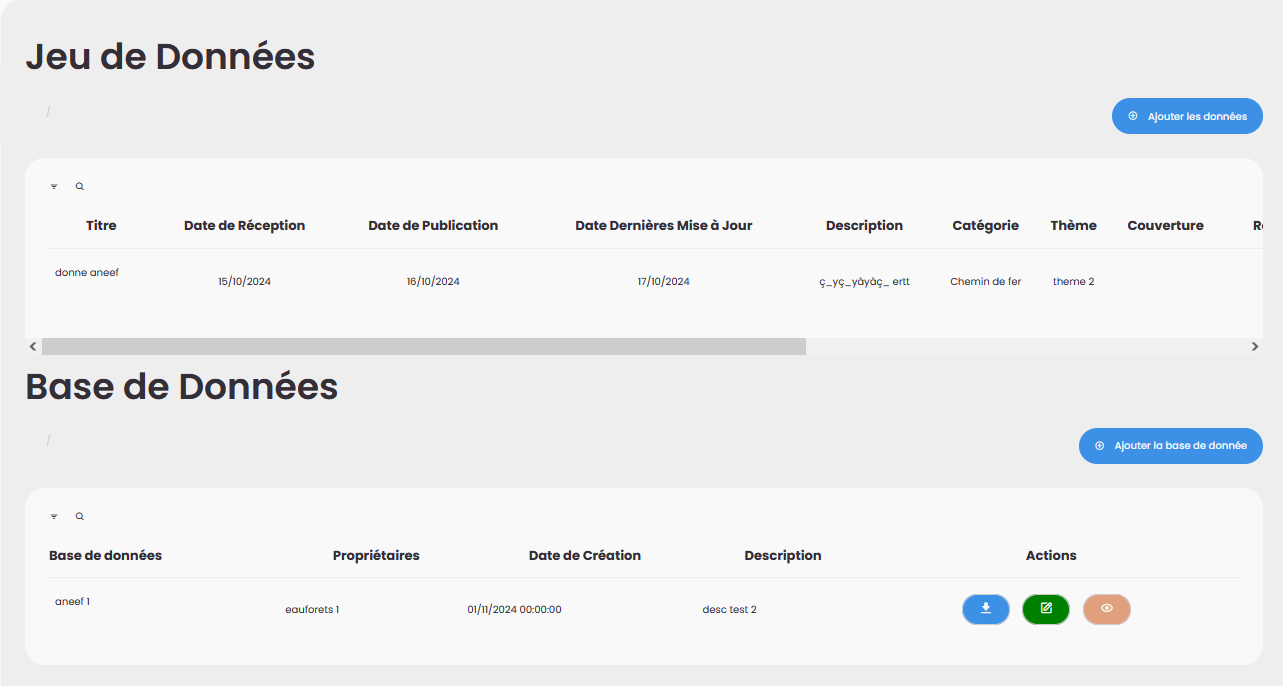 Jeu de Données
/
Ajouter les données
Titre Date de Réception Date de Publication Date Dernières Mise à Jour Description Catégorie Thème Couverture
donne aneef 15/10/2024 16/10/2024 17/10/2024 ç_yç_yàyàç_ ertt Chemin de fer theme 2
Base de Données
/
Ajouter la base de donnée
Base de données Propriétaires Date de Création Description Actions
aneef 1 eauforets 1 01/11/2024 00:00:00 desc test 2